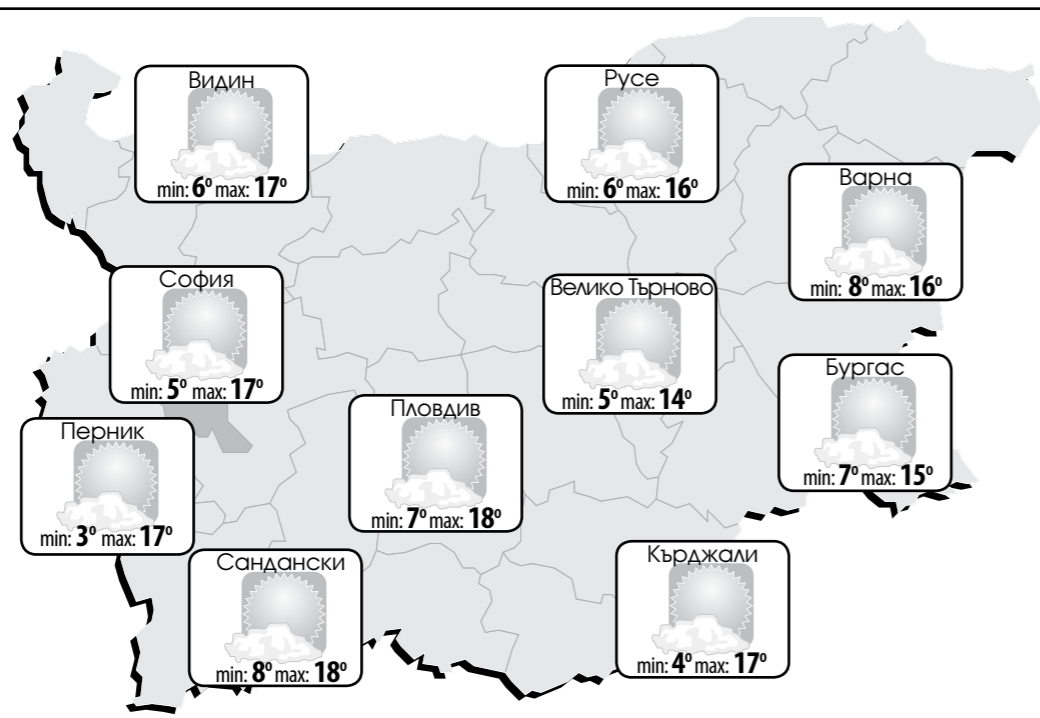 Видин
min: 6° max: 17°
Русе
min: 6° max: 16°
Варна
min: 8° max: 16°
София
min: 5° max: 17°
Велико Търново
min: 5° max: 14°
Бургас
min: 7° max: 15°
Пловдив
min: 7° max: 18°
Перник
min: 3° max: 17°
Сандански
min: 8° max: 18°
Кърджали
min: 4° max: 17°